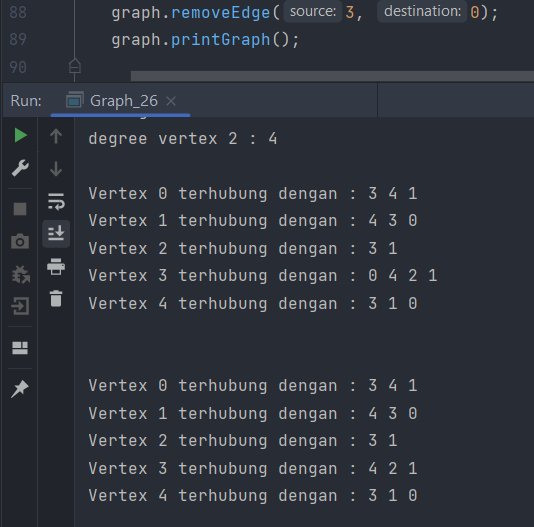 88 graph.removeEdge( source: 3, destination: 0);
89 graph.printGraph();
90
Run: Graph_26 ×
degree vertex 2 : 4
Vertex 0 terhubung dengan : 3 4 1
Vertex 1 terhubung dengan : 4 3 0
Vertex 2 terhubung dengan : 3 1
Vertex 3 terhubung dengan : 0 4 2 1
Vertex 4 terhubung dengan : 3 1 0
Vertex 0 terhubung dengan : 3 4 1
Vertex 1 terhubung dengan : 4 3 0
Vertex 2 terhubung dengan : 3 1
Vertex 3 terhubung dengan : 4 2 1
Vertex 4 terhubung dengan : 3 1 0